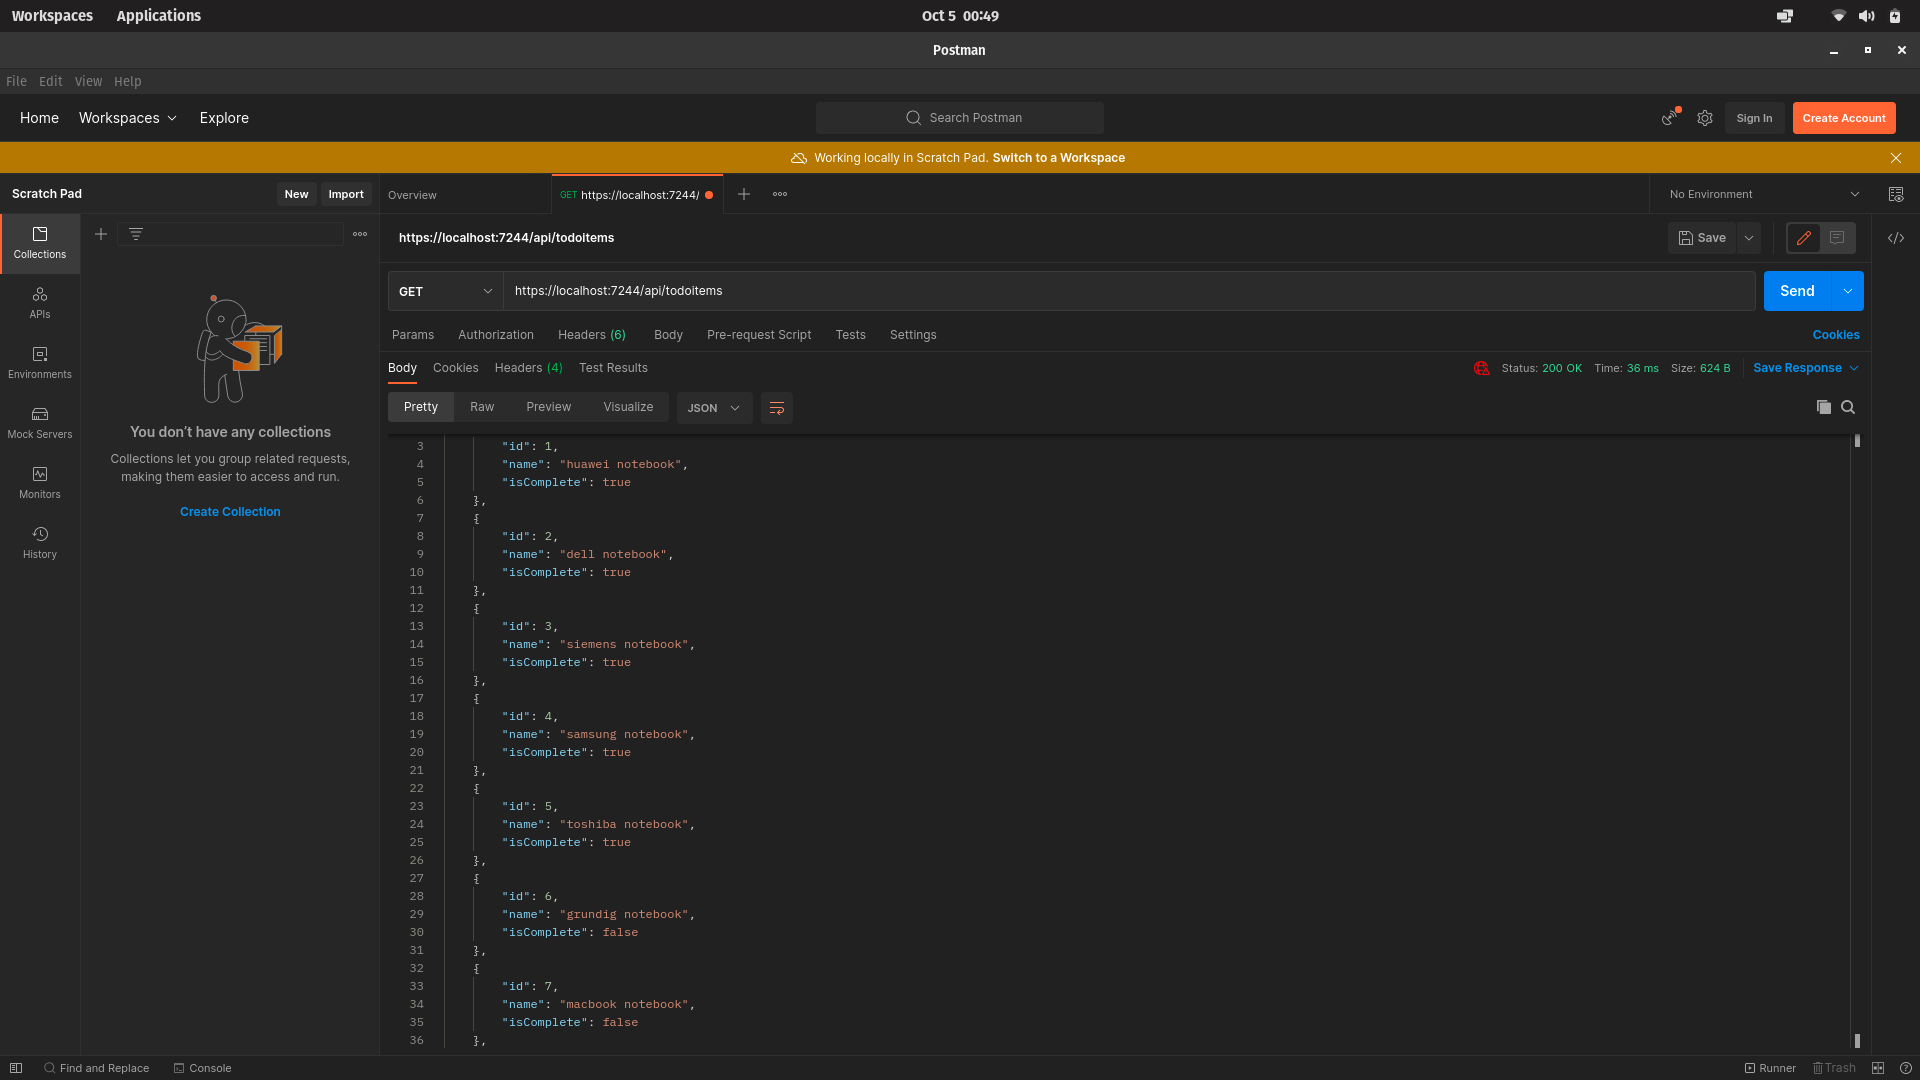 Workspaces Applications Oct 5 00:49
Postman
File Edit View Help
Home Workspaces Explore Search Postman Sign In Create Account
Working locally in Scratch Pad. Switch to a Workspace
Scratch Pad New Import Overview GET https://localhost:7244/ No Environment
https://localhost:7244/api/todoitems Save
GET https://localhost:7244/api/todoitems Send
Params Authorization Headers (6) Body Pre-request Script Tests Settings Cookies
Body Cookies Headers (4) Test Results Status: 200 OK Time: 36 ms Size: 624 B Save Response
Pretty Raw Preview Visualize JSON
Collections
APIs
Environments
Mock Servers
Monitors
History
You don’t have any collections
Collections let you group related requests,
making them easier to access and run.
Create Collection
3 "id": 1,
4 "name": "huawei notebook",
5 "isComplete": true
6 },
7 {
8 "id": 2,
9 "name": "dell notebook",
10 "isComplete": true
11 },
12 {
13 "id": 3,
14 "name": "siemens notebook",
15 "isComplete": true
16 },
17 {
18 "id": 4,
19 "name": "samsung notebook",
20 "isComplete": true
21 },
22 {
23 "id": 5,
24 "name": "toshiba notebook",
25 "isComplete": true
26 },
27 {
28 "id": 6,
29 "name": "grundig notebook",
30 "isComplete": false
31 },
32 {
33 "id": 7,
34 "name": "macbook notebook",
35 "isComplete": false
36 },
Find and Replace Console Runner Trash